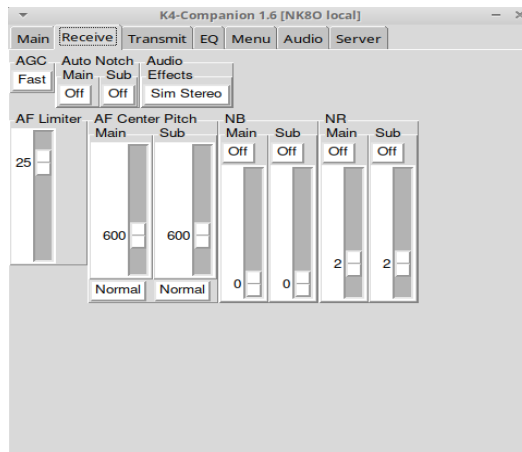 K4-Companion 1.6 [NK8O local]
Main Receive Transmit EQ Menu Audio Server
AGC Auto Notch Audio
Main Sub Effects
Fast Off Off Sim Stereo
AF Limiter AF Center Pitch NB NR
Main Sub Main Sub Main Sub
Off Off Off Off
25
600 600
2 2
0 0
Normal Normal